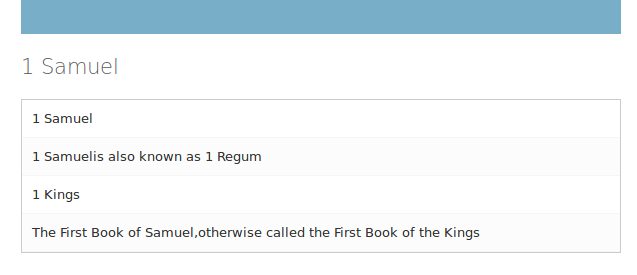 1 Samuel
1 Samuel
1 Samuelis also known as 1 Regum
1 Kings
The First Book of Samuel,otherwise called the First Book of the Kings